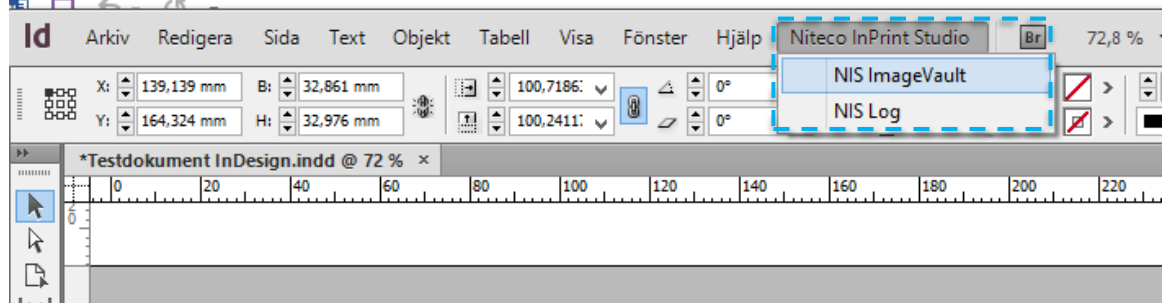 Id Arkiv Redigera Sida Text Objekt Tabell Visa Fönster Hjälp Niteco InPrint Studio Br 72,8 %
NIS ImageVault
NIS Log
X: 139,139 mm B: 32,861 mm 100,7186: 0°
Y: 164,324 mm H: 32,976 mm 100,2411: 0°
*Testdokument InDesign.indd @ 72 % ×
0 20 40 60 80 100 120 140 160 180 200 220
20